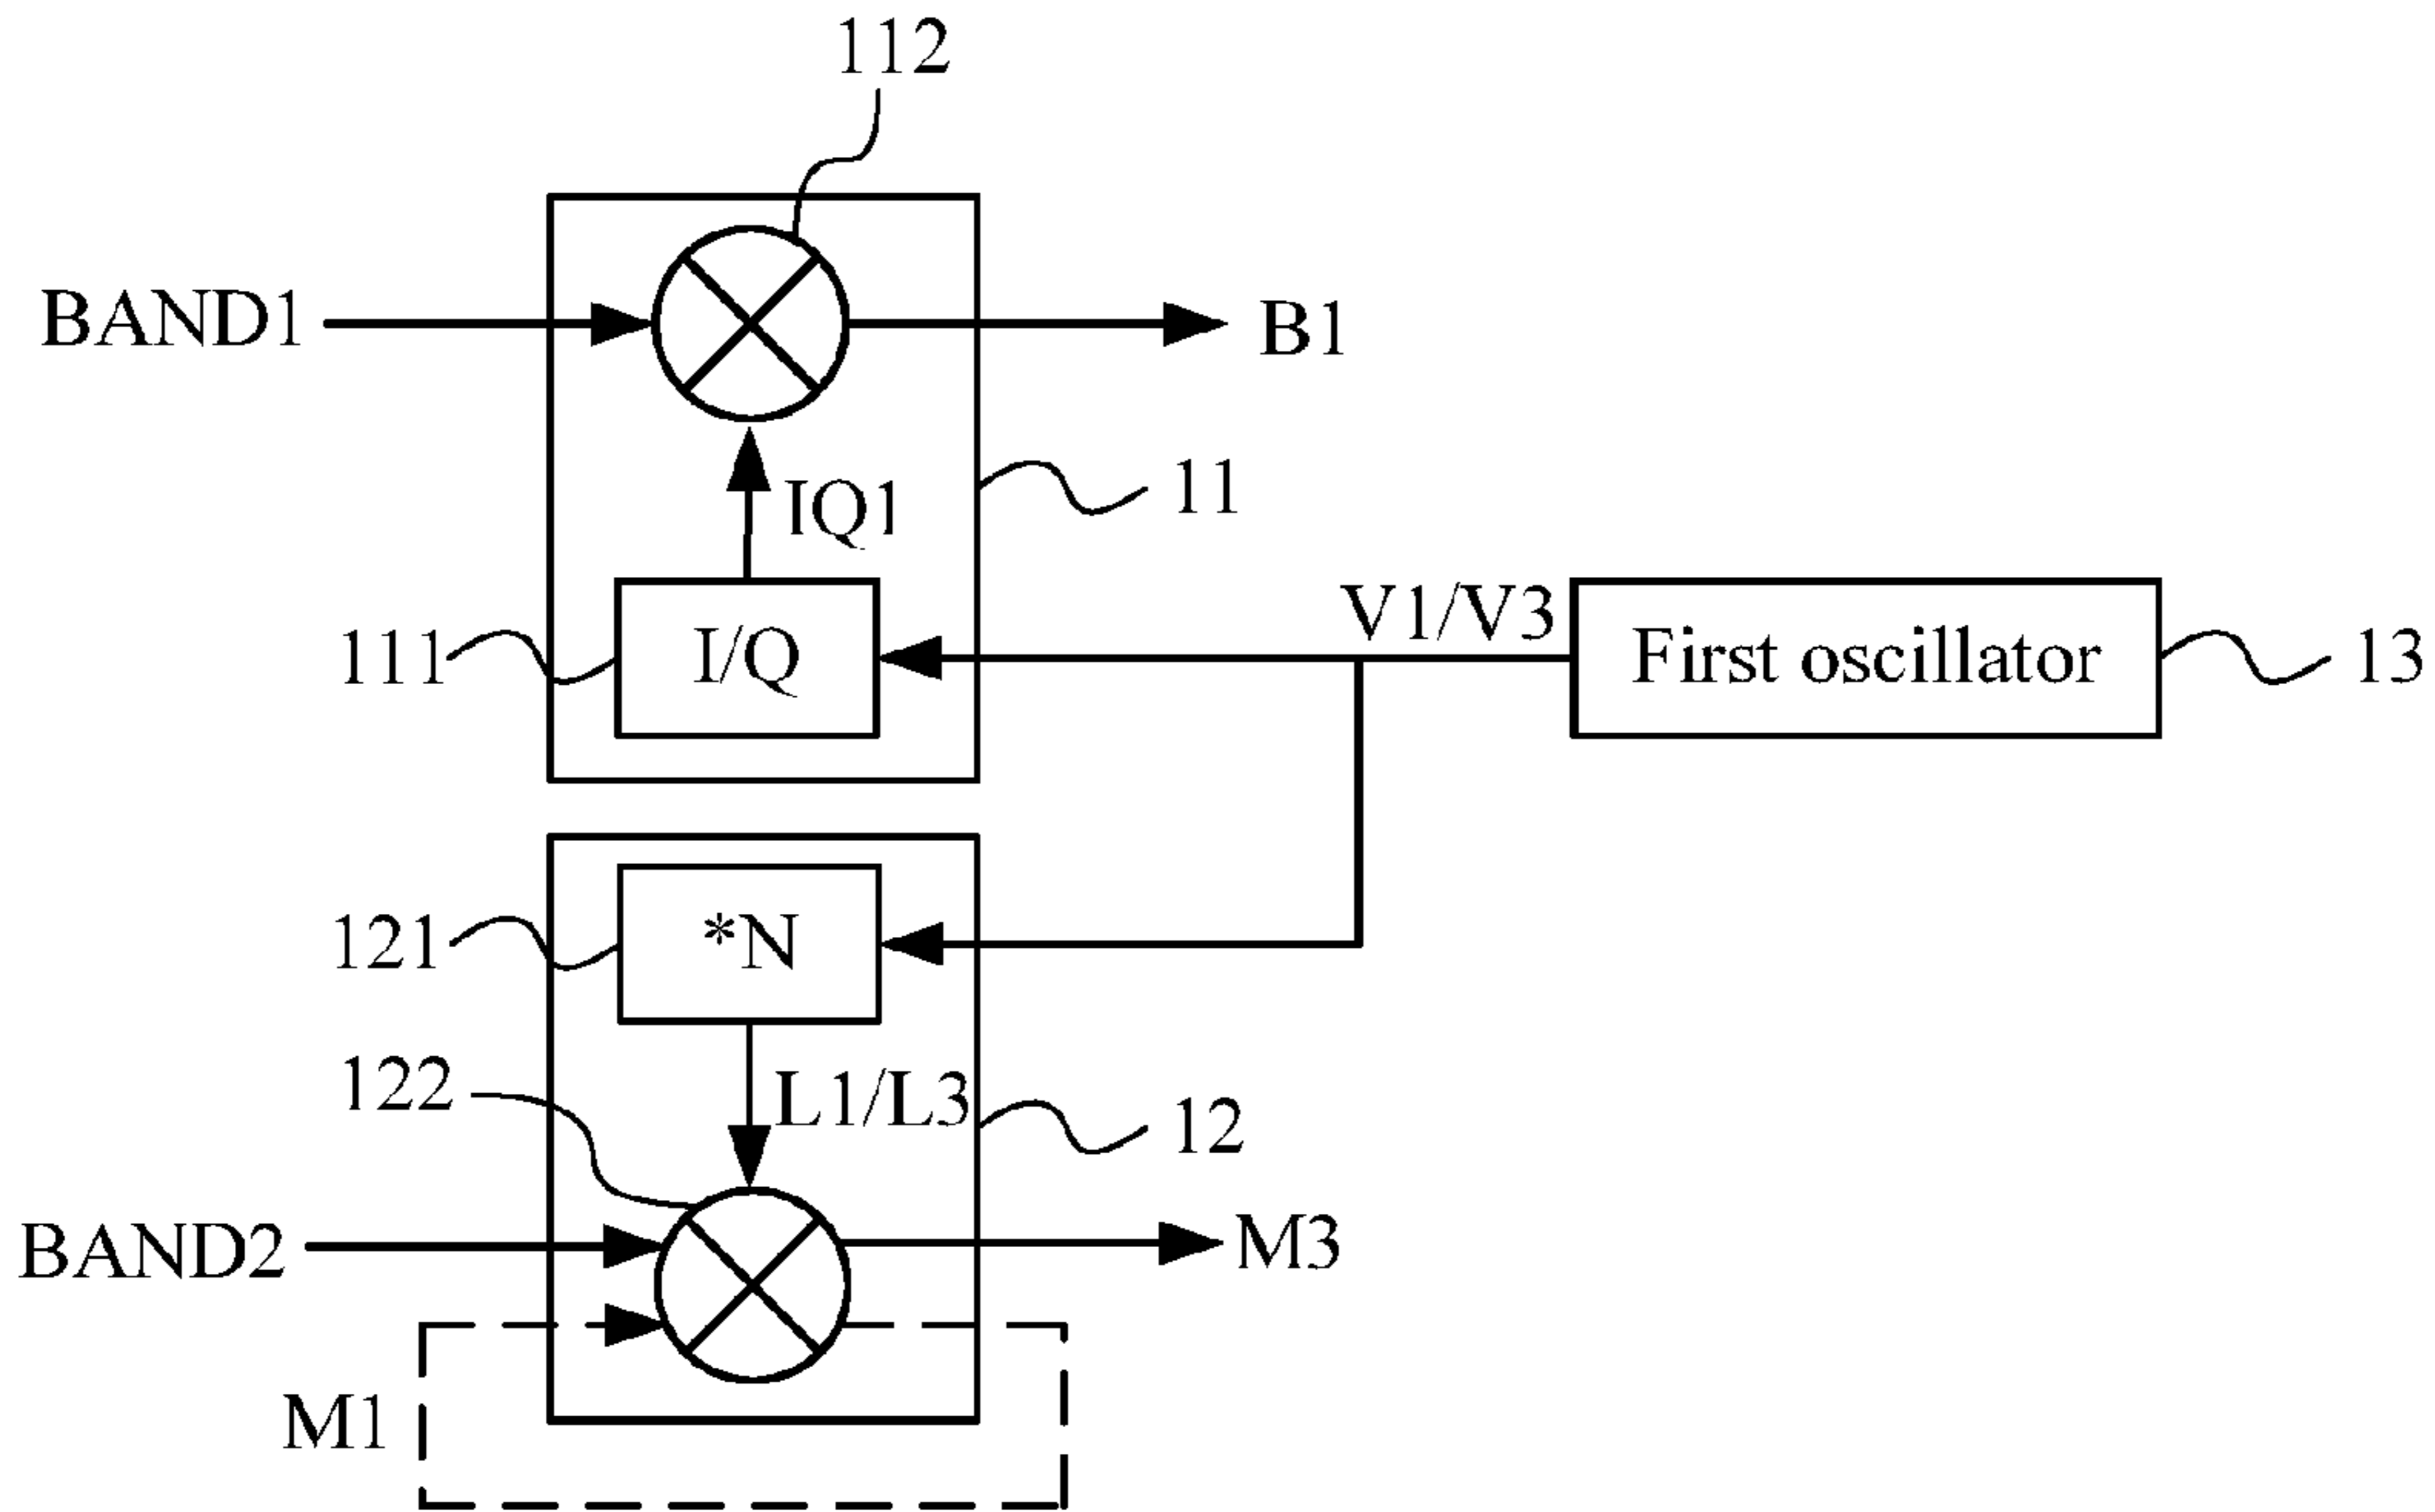 112
BAND1
B1
IQ1
11
V1/V3
111
I/Q
First oscillator
13
121
*N
122
L1/L3
12
BAND2
M3
M1